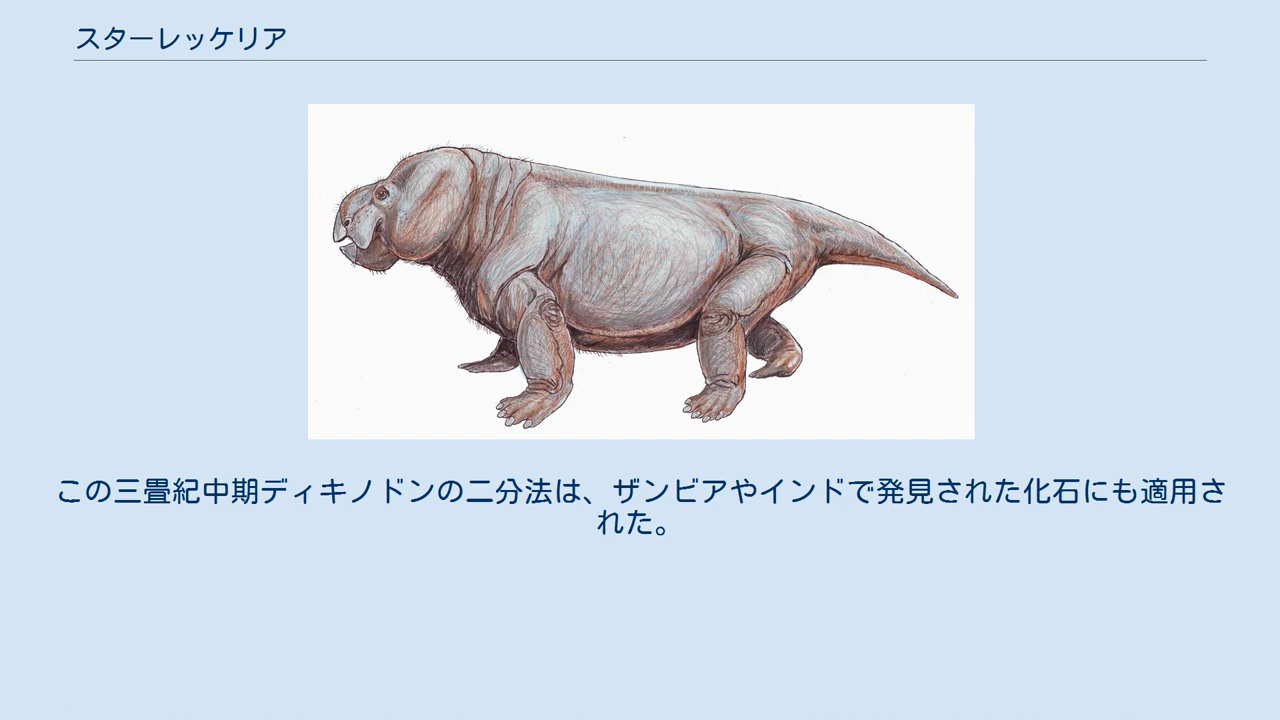 スターレッケリア
この三畳紀中期ディキノドンの二分法は、ザンビアやインドで発見された化石にも適用さ
れた。